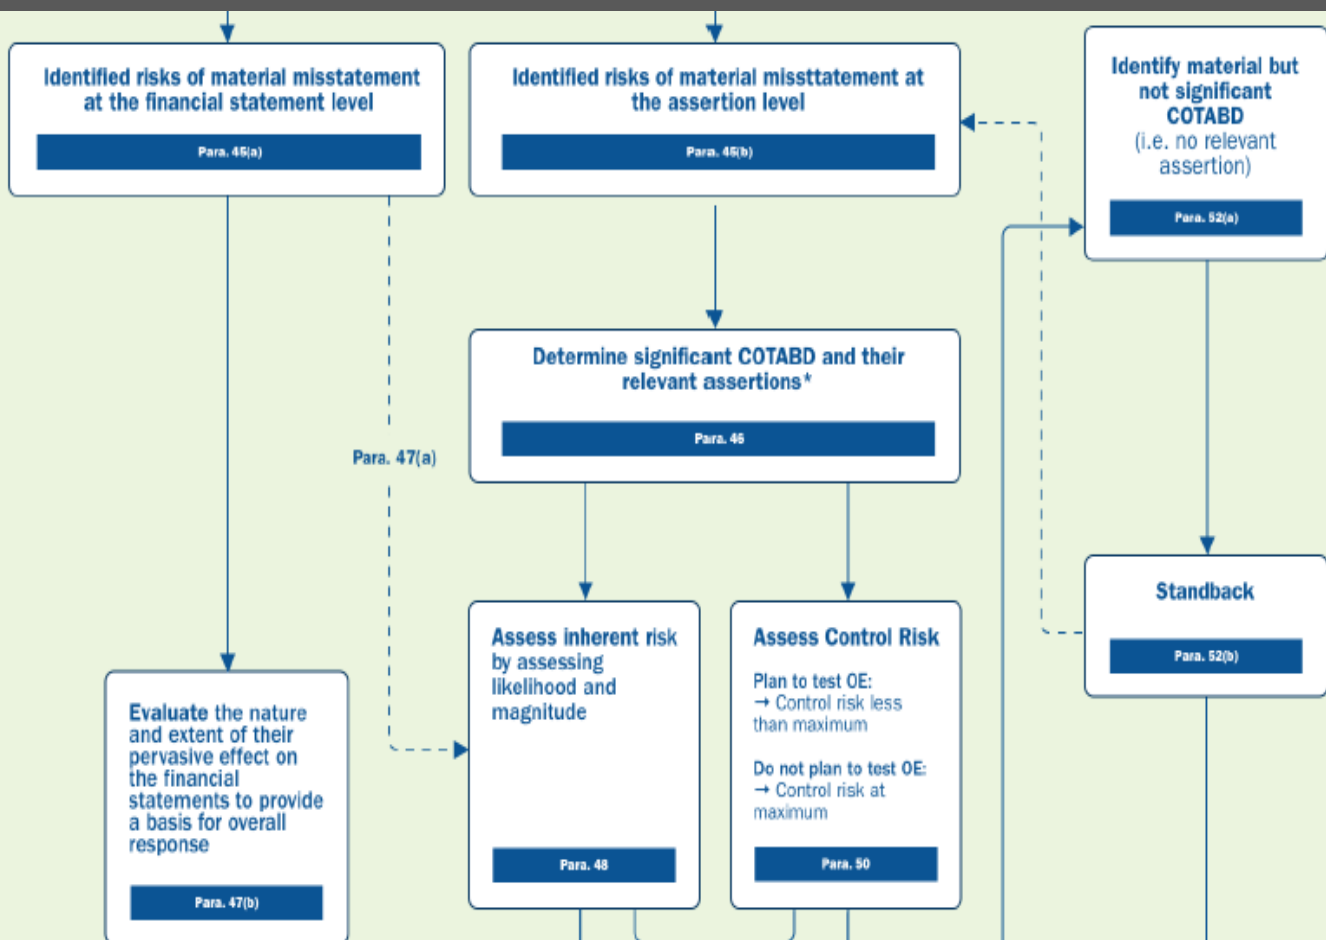 Identified risks of material misstatement
at the financial statement level
Para. 45(a)
Identified risks of material missttatement at
the assertion level
Para. 45(b)
Identify material but
not significant
COTABD
(i.e. no relevant
assertion)
Para. 52(a)
Determine significant COTABD and their
relevant assertions*
Para. 46
Para. 47(a)
Standback
Para. 52(b)
Assess inherent risk
by assessing
likelihood and
magnitude
Para. 48
Assess Control Risk
Plan to test OE:
→ Control risk less
than maximum
Do not plan to test OE:
→ Control risk at
maximum
Para. 50
Evaluate the nature
and extent of their
pervasive effect on
the financial
statements to provide
a basis for overall
response
Para. 47(b)